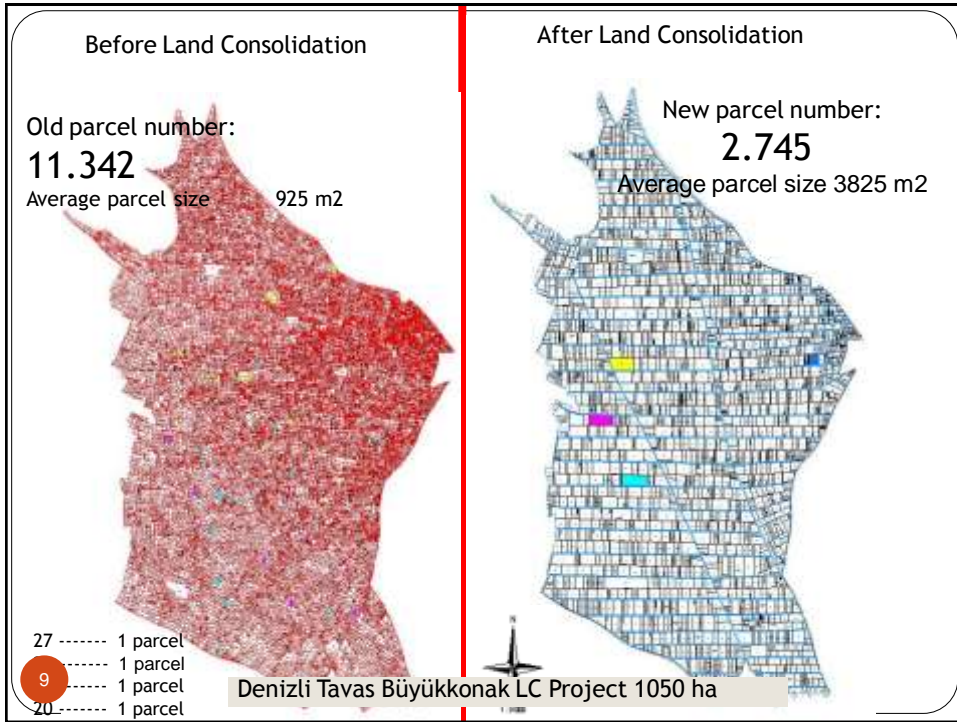 Before Land Consolidation
Old parcel number:
11.342
Average parcel size 925 m2
27 ------- 1 parcel
------- 1 parcel
------- 1 parcel
20 ------- 1 parcel
9
After Land Consolidation
New parcel number:
2.745
Average parcel size 3825 m2
N
Denizli Tavas Büyükkonak LC Project 1050 ha